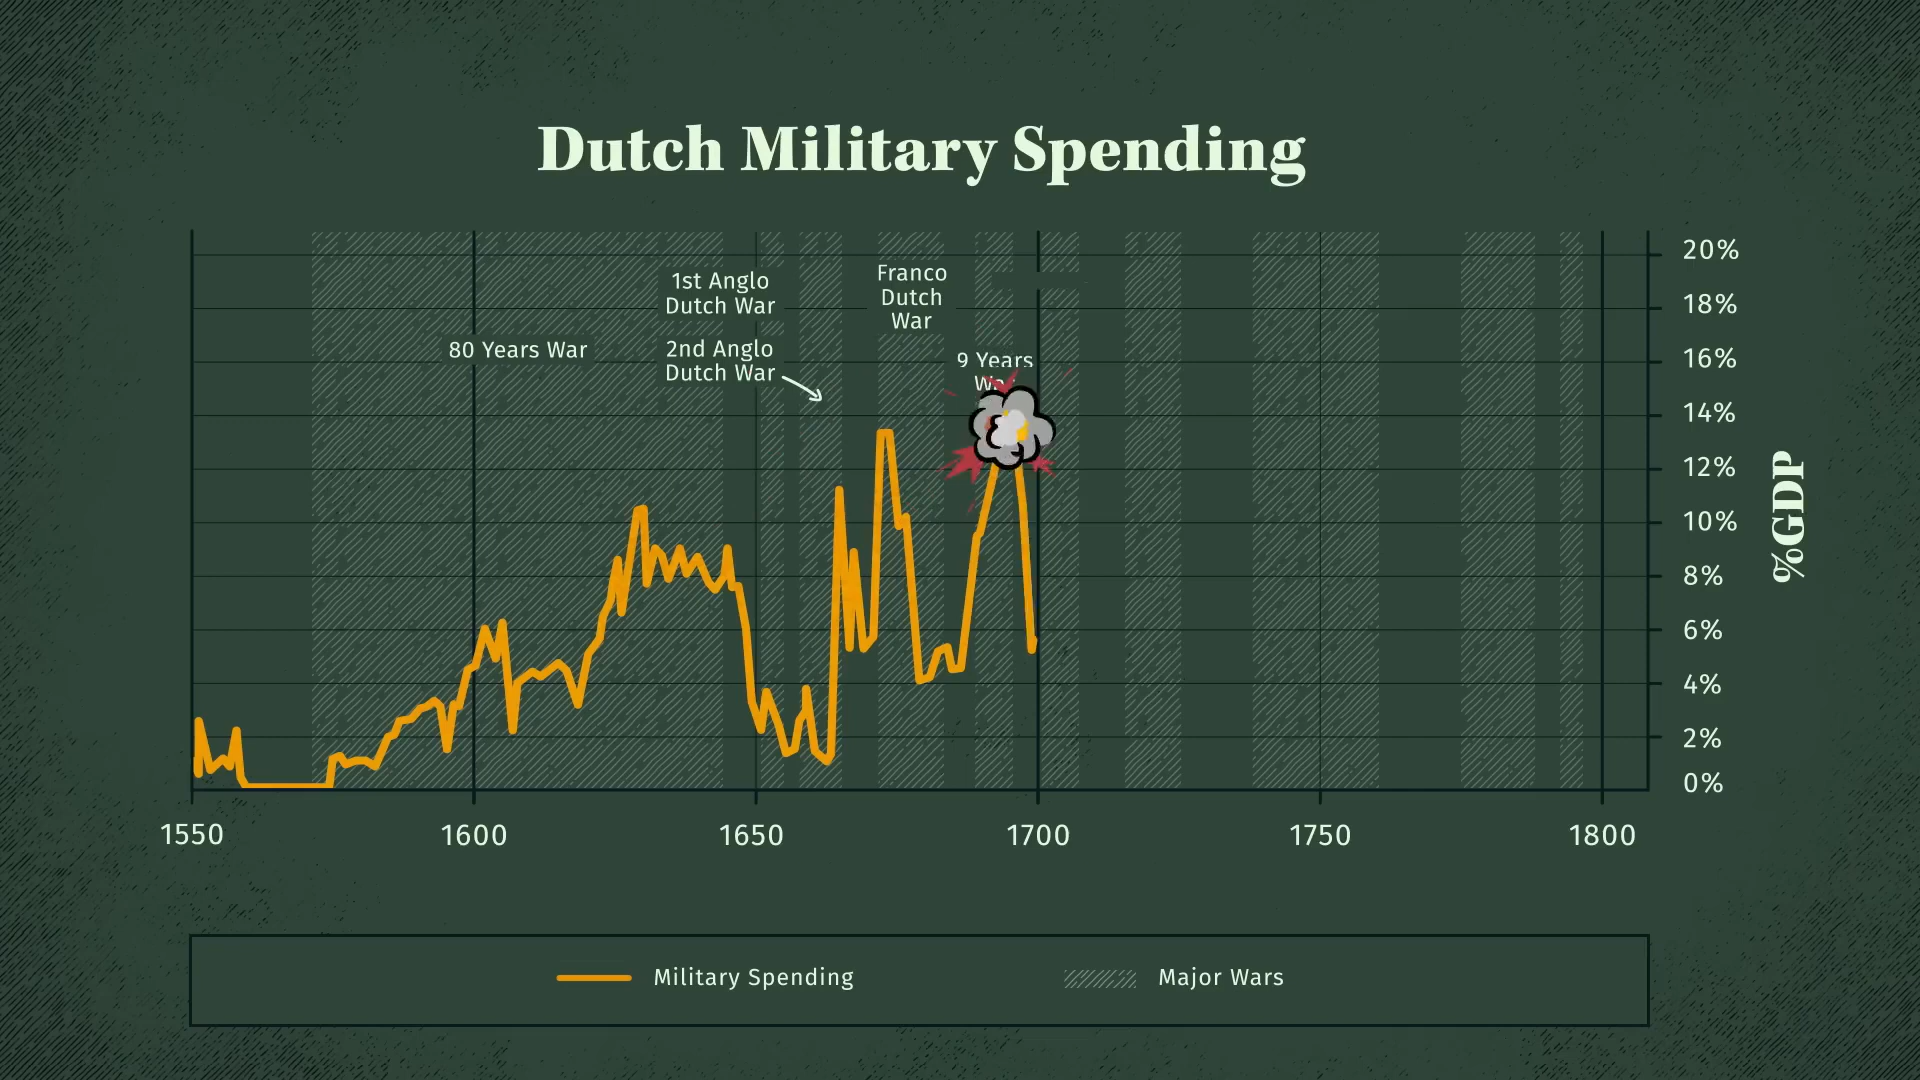 Dutch Military Spending
1st Anglo
Dutch War
2nd Anglo
Dutch War
80 Years War
Franco
Dutch
War
9 Years
20%
18%
16%
14%
12%
10%
8%
6%
4%
2%
0%
%GDP
1550
1600
1650
1700
1750
1800
Military Spending
Major Wars